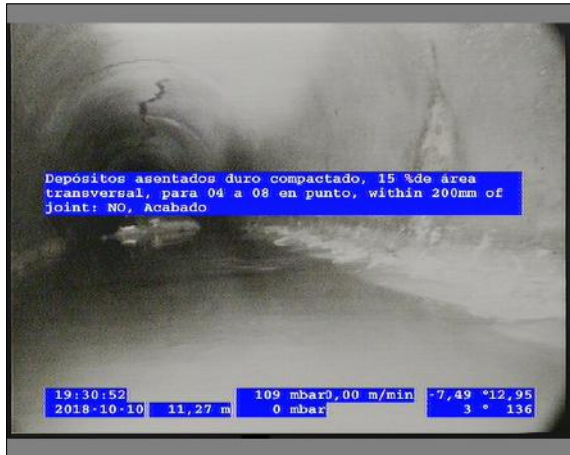 Depósitos asentados duro compactado, 15 %de área
transversal, para 04 a 08 en punto, within 200mm of
joint: NO, Acabado
19:30:52 109 mbar0,00 m/min -7,49 °12,95
2018-10-10 11,27 m 0 mbar 3 ° 136